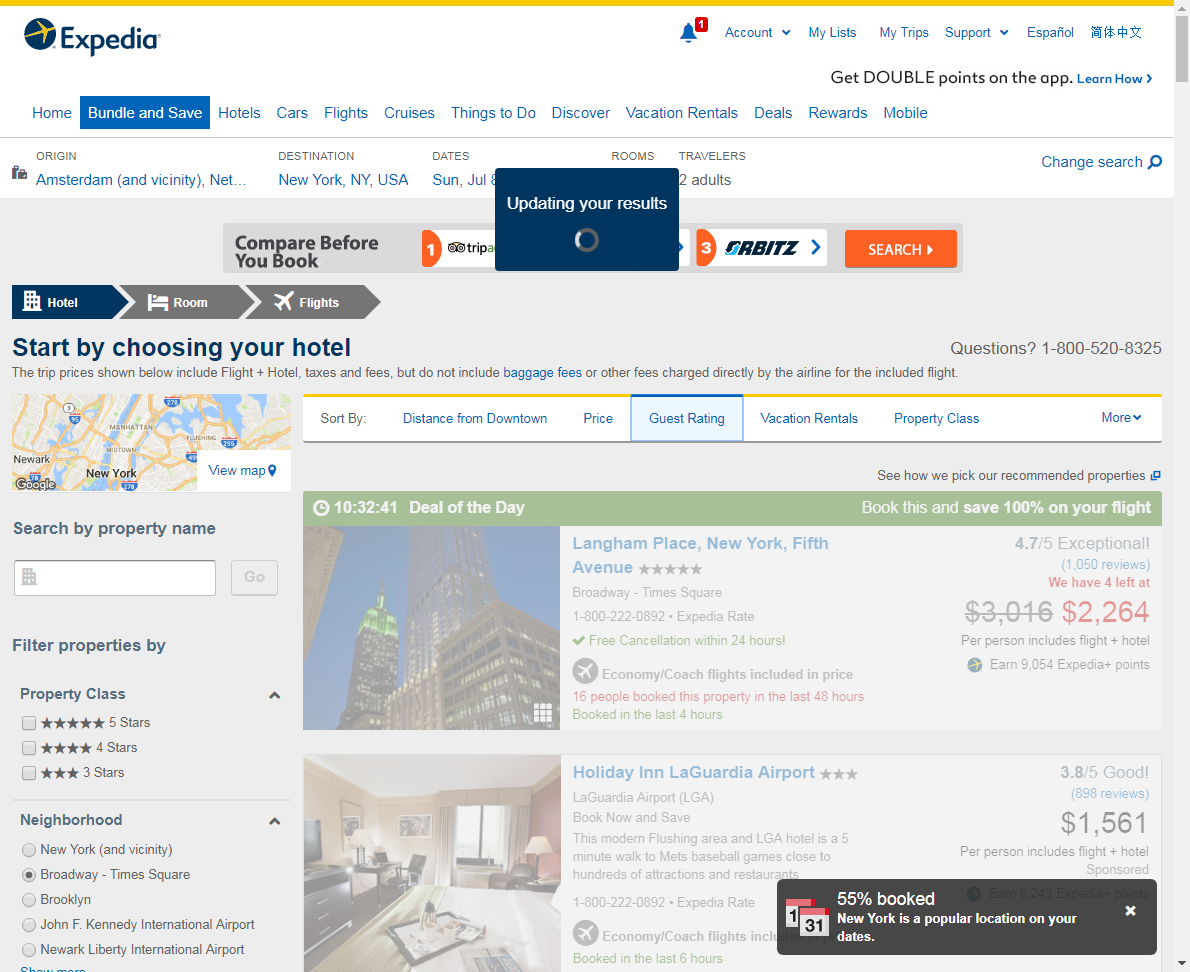 Expedia
1
Account
My Lists
My Trips
Support
Español
简体中文
Get DOUBLE points on the app. Learn How
Home
Bundle and Save
Hotels
Cars
Flights
Cruises
Things to Do
Discover
Vacation Rentals
Deals
Rewards
Mobile
ORIGIN
DESTINATION
DATES
ROOMS
TRAVELERS
Amsterdam (and vicinity), Net...
New York, NY, USA
Sun, Jul
2 adults
Change search
Updating your results
Compare Before
You Book
1
3
ORBITZ
SEARCH
Hotel
Room
Flights
Start by choosing your hotel
Questions? 1-800-520-8325
The trip prices shown below include Flight + Hotel, taxes and fees, but do not include baggage fees or other fees charged directly by the airline for the included flight.
MANHATTAN
MIDTOWN
FLUSHING
Newark
New York
3
278
295
78
278
Google
View map
Sort By:
Distance from Downtown
Price
Guest Rating
Vacation Rentals
Property Class
More
See how we pick our recommended properties
Search by property name
Go
Filter properties by
Property Class
5 Stars
4 Stars
3 Stars
Neighborhood
New York (and vicinity)
Broadway - Times Square
Brooklyn
John F. Kennedy International Airport
Newark Liberty International Airport
Show more
10:32:41 Deal of the Day
Book this and save 100% on your flight
Langham Place, New York, Fifth
Avenue
Broadway - Times Square
1-800-222-0892 • Expedia Rate
Free Cancellation within 24 hours!
Economy/Coach flights included in price
16 people booked this property in the last 48 hours
Booked in the last 4 hours
4.7/5 Exceptional!
(1,050 reviews)
We have 4 left at
$3,016 $2,264
Per person includes flight + hotel
Earn 9,054 Expedia+ points
Holiday Inn LaGuardia Airport
LaGuardia Airport (LGA)
Book Now and Save
This modern Flushing area and LGA hotel is a 5
minute walk to Mets baseball games close to
hundreds of attractions and restaurants
1-800-222-0892 • Expedia Rate
Economy/Coach flights included in price
Booked in the last 6 hours
3.8/5 Good!
(898 reviews)
$1,561
Per person includes flight + hotel
Sponsored
Earn 6,243 Expedia+ points
1
31
55% booked
New York is a popular location on your
dates.